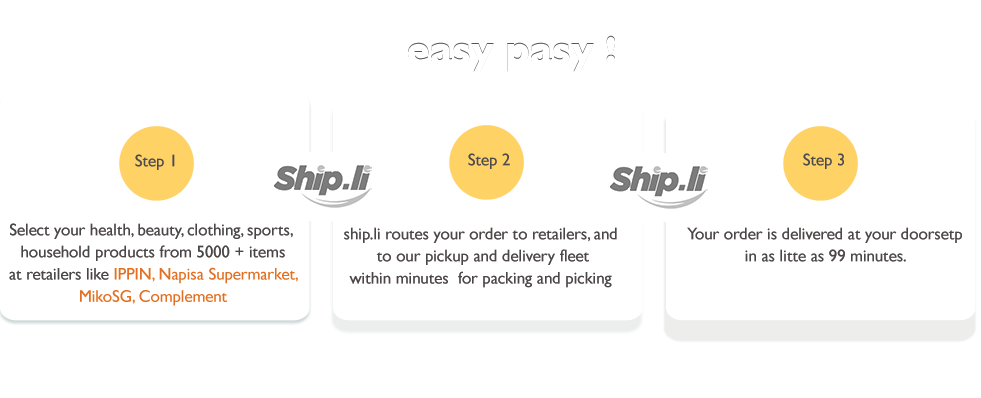 easy pasy !
Step 1
Select your health, beauty, clothing, sports,
household products from 5000 + items
at retailers like IPPIN, Napisa Supermarket,
MikoSG, Complement
Ship.li
Step 2
ship.li routes your order to retailers, and
to our pickup and delivery fleet
within minutes for packing and picking
Ship.li
Step 3
Your order is delivered at your doorsetp
in as litte as 99 minutes.